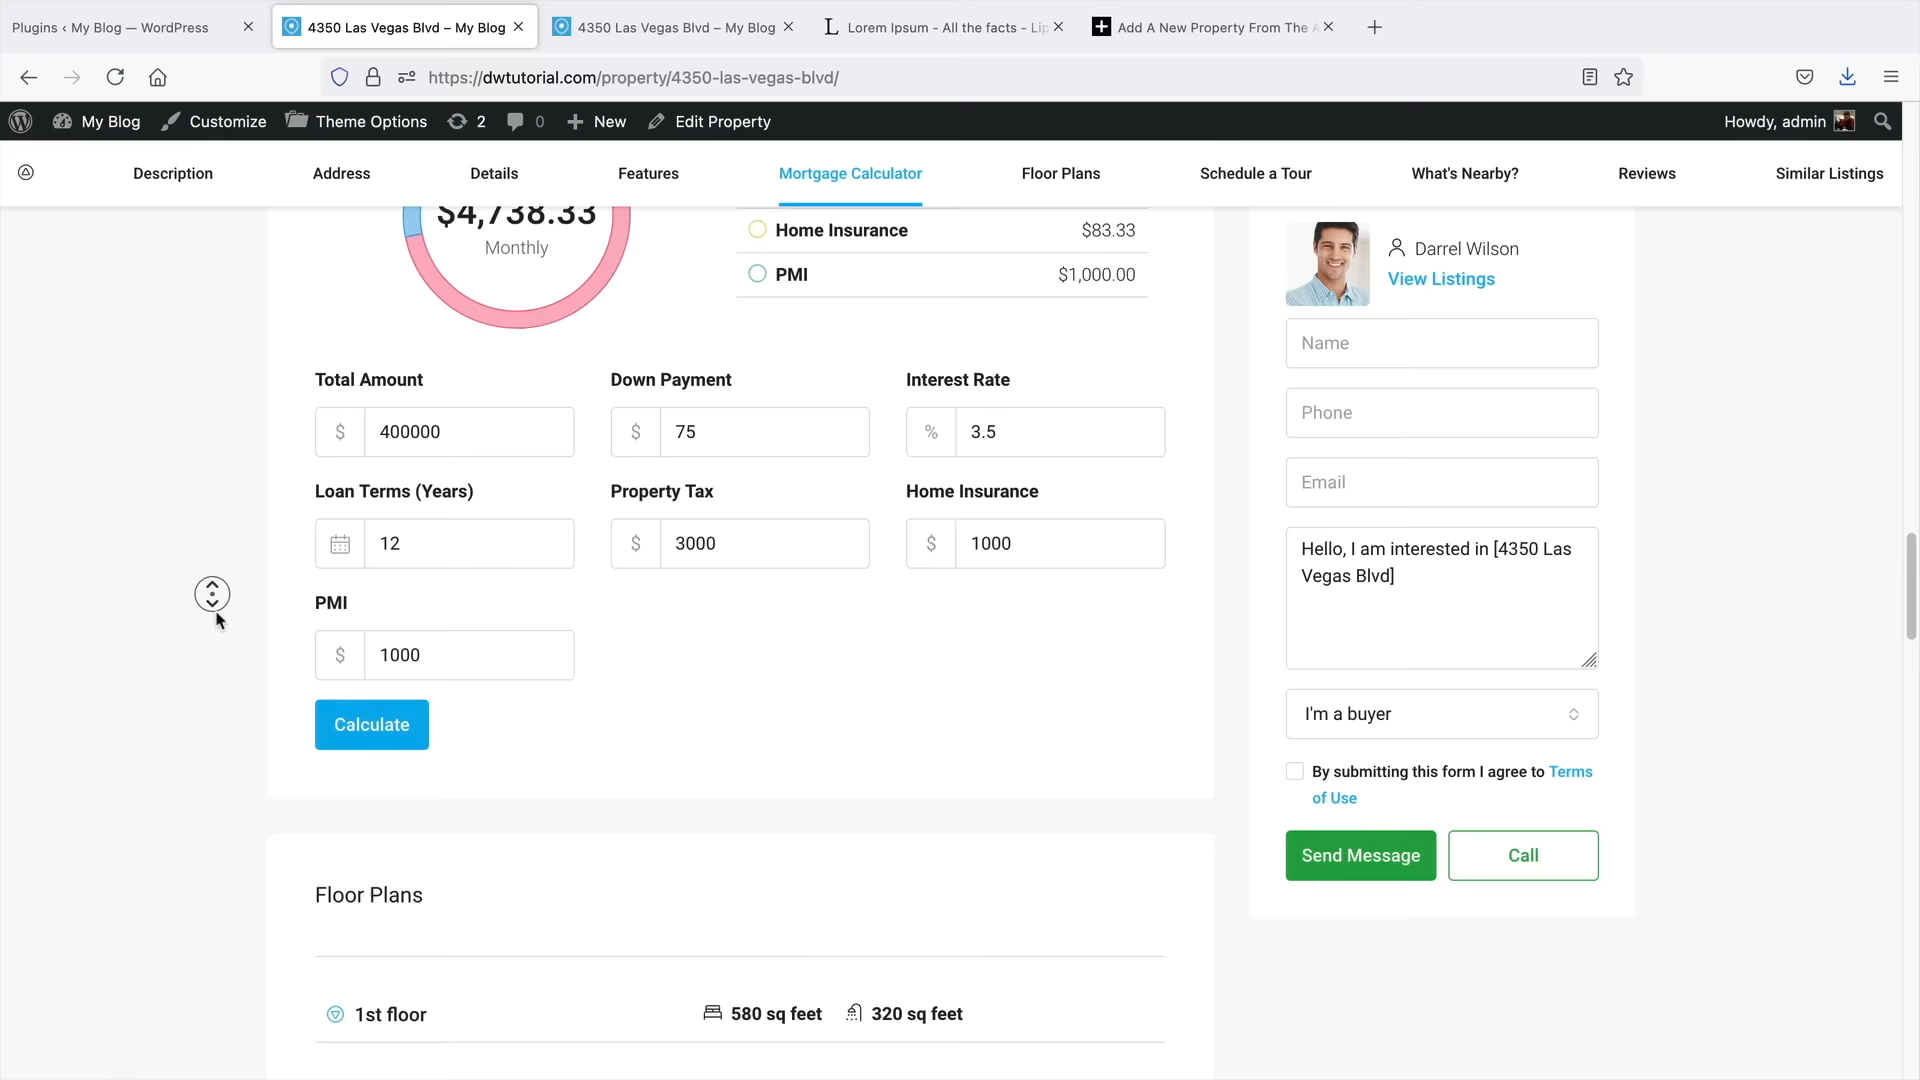 Plugins ‹ My Blog — WordPress
4350 Las Vegas Blvd – My Blog
4350 Las Vegas Blvd – My Blog
Lorem Ipsum - All the facts - Lip
Add A New Property From The
https://dwtutorial.com/property/4350-las-vegas-blvd/
My Blog
Customize
Theme Options
2
0
New
Edit Property
Howdy, admin
Description
Address
Details
Features
Mortgage Calculator
Floor Plans
Schedule a Tour
What's Nearby?
Reviews
Similar Listings
$4,738.33
Monthly
Home Insurance $83.33
PMI $1,000.00
Darrel Wilson
View Listings
Name
Phone
Email
Hello, I am interested in [4350 Las
Vegas Blvd]
I'm a buyer
By submitting this form I agree to Terms
of Use
Send Message
Call
Total Amount
$ 400000
Down Payment
$ 75
Interest Rate
% 3.5
Loan Terms (Years)
12
Property Tax
$ 3000
Home Insurance
$ 1000
PMI
$ 1000
Calculate
Floor Plans
1st floor
580 sq feet
320 sq feet